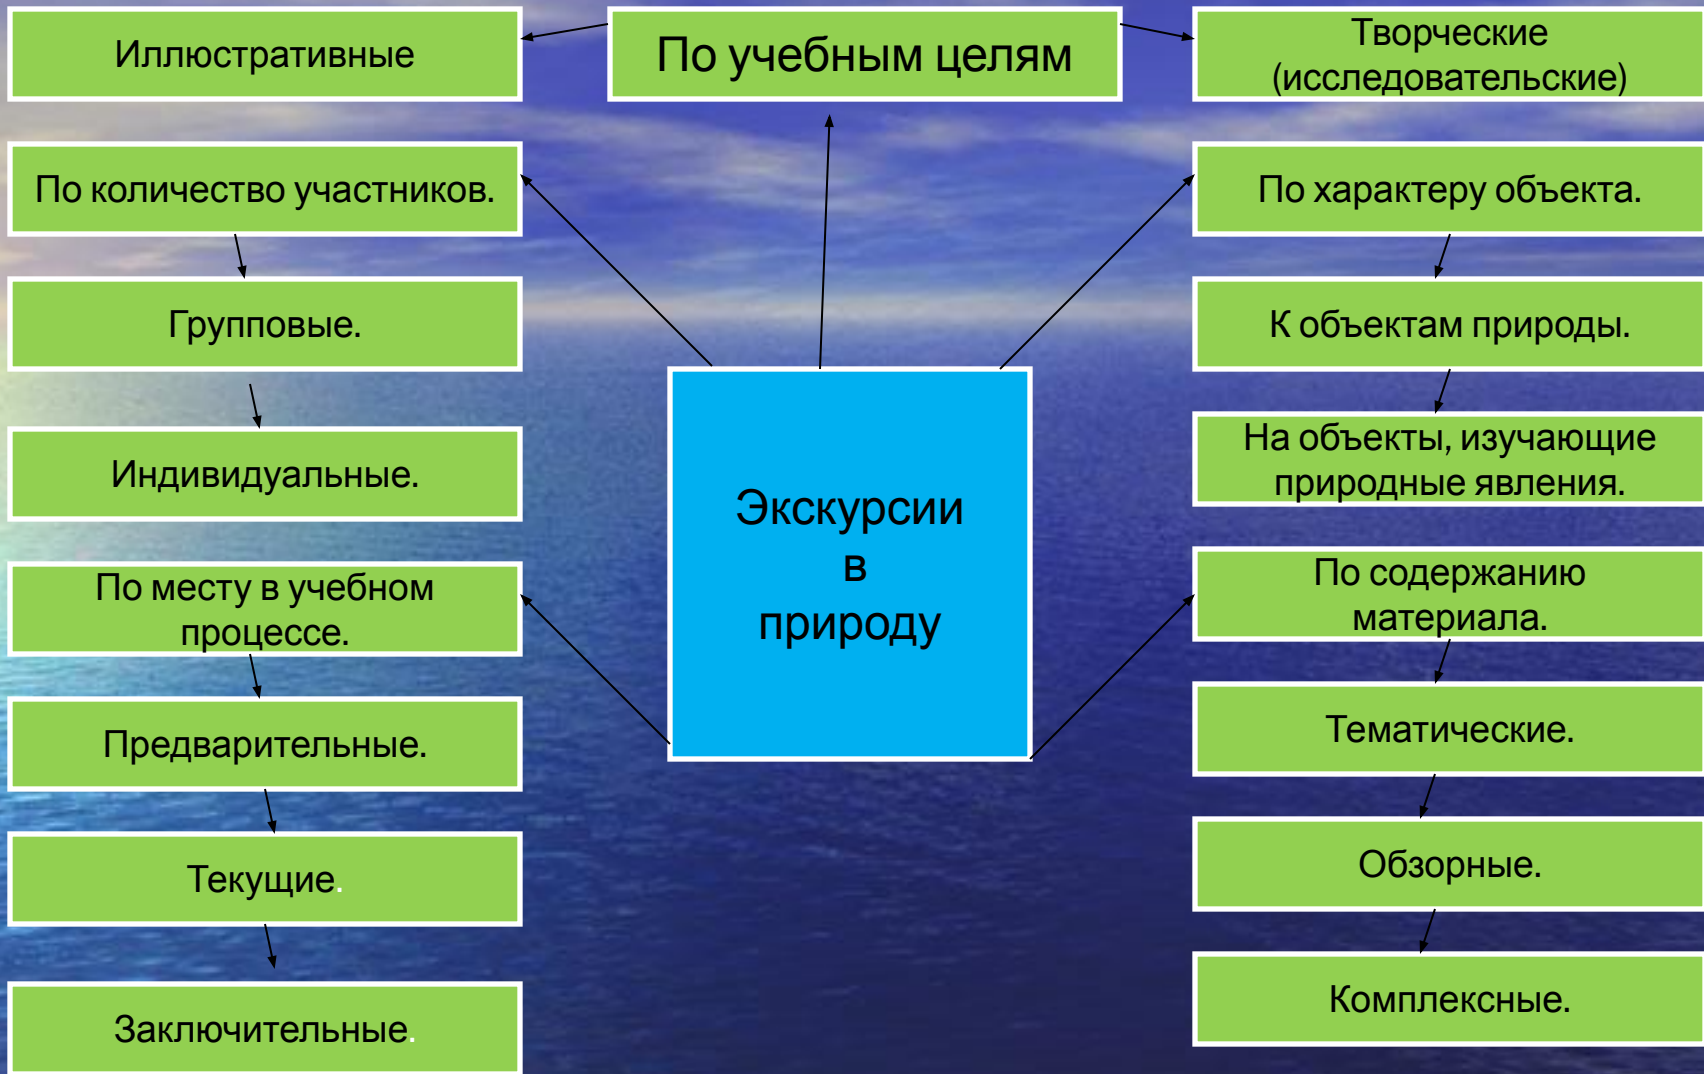 Иллюстративные
По учебным целям
Творческие
(исследовательские)
По количество участников.
По характеру объекта.
Групповые.
К объектам природы.
Индивидуальные.
На объекты, изучающие
природные явления.
Экскурсии
в
природу
По месту в учебном
процессе.
По содержанию
материала.
Предварительные.
Тематические.
Текущие.
Обзорные.
Заключительные.
Комплексные.